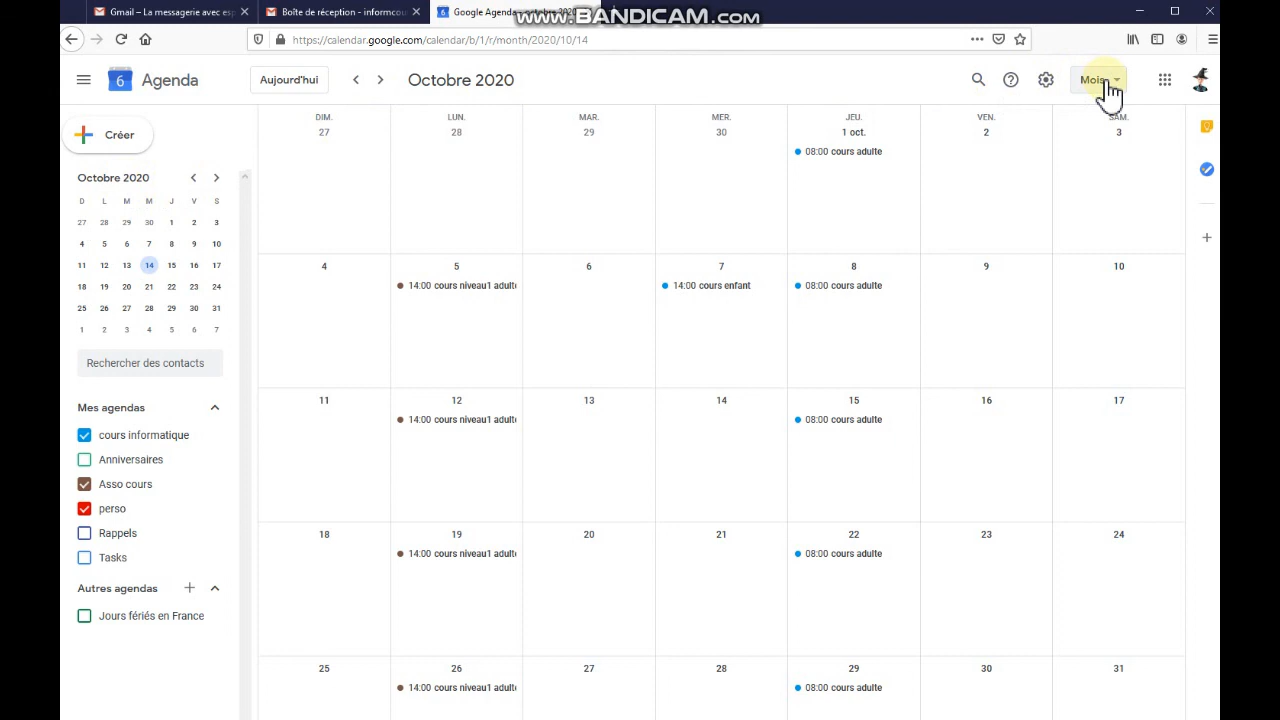 Gmail – La messagerie avec esp
Boîte de réception - informcou
Google Agenda - octobre 2020
www.BANDICAM.com
https://calendar.google.com/calendar/b/1/r/month/2020/10/14
6 Agenda
Aujourd'hui
Octobre 2020
Mois
Créer
Octobre 2020
D L M M J V S
27 28 29 30 1 2 3
4 5 6 7 8 9 10
11 12 13 14 15 16 17
18 19 20 21 22 23 24
25 26 27 28 29 30 31
1 2 3 4 5 6 7
Rechercher des contacts
Mes agendas
cours informatique
Anniversaires
Asso cours
perso
Rappels
Tasks
Autres agendas
Jours fériés en France
DIM. LUN. MAR. MER. JEU. VEN. SAM.
27 28 29 30 1 oct. 2 3
08:00 cours adulte
4 5 6 7 8 9 10
14:00 cours niveau1 adulte
14:00 cours enfant
08:00 cours adulte
11 12 13 14 15 16 17
14:00 cours niveau1 adulte
08:00 cours adulte
18 19 20 21 22 23 24
14:00 cours niveau1 adulte
08:00 cours adulte
25 26 27 28 29 30 31
14:00 cours niveau1 adulte
08:00 cours adulte